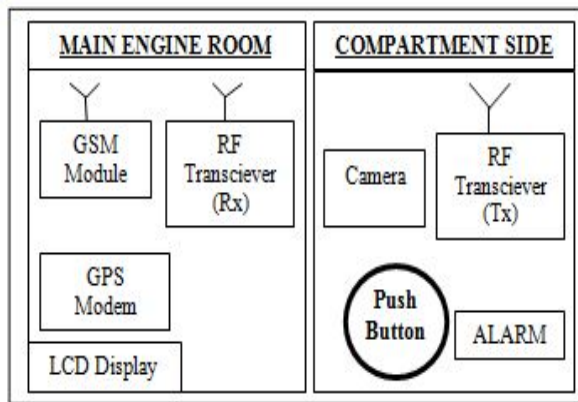 MAIN ENGINE ROOM
GSM
Module
RF
Transciever
(Rx)
GPS
Modem
LCD Display
COMPARTMENT SIDE
Camera
RF
Transciever
(Tx)
Push
Button
ALARM